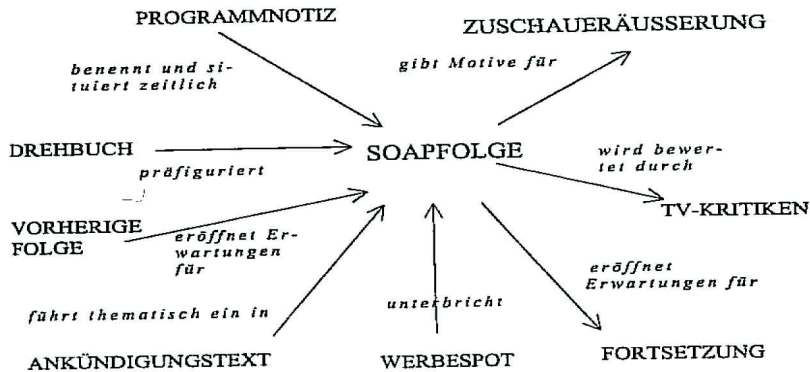 PROGRAMMNOTIZ
ZUSCHAUERÄUSSERUNG
benennt und si-
tuiert zeitlich
gibt Motive für
DREHBUCH
präfiguriert
SOAPFOLGE
wird bewer-
tet durch
TV-KRITIKEN
VORHERIGE
FOLGE
eröffnet Er-
wartungen
für
eröffnet
Erwartungen für
führt thematisch ein in
unterbricht
ANKÜNDIGUNGSTEXT
WERBESPOT
FORTSETZUNG